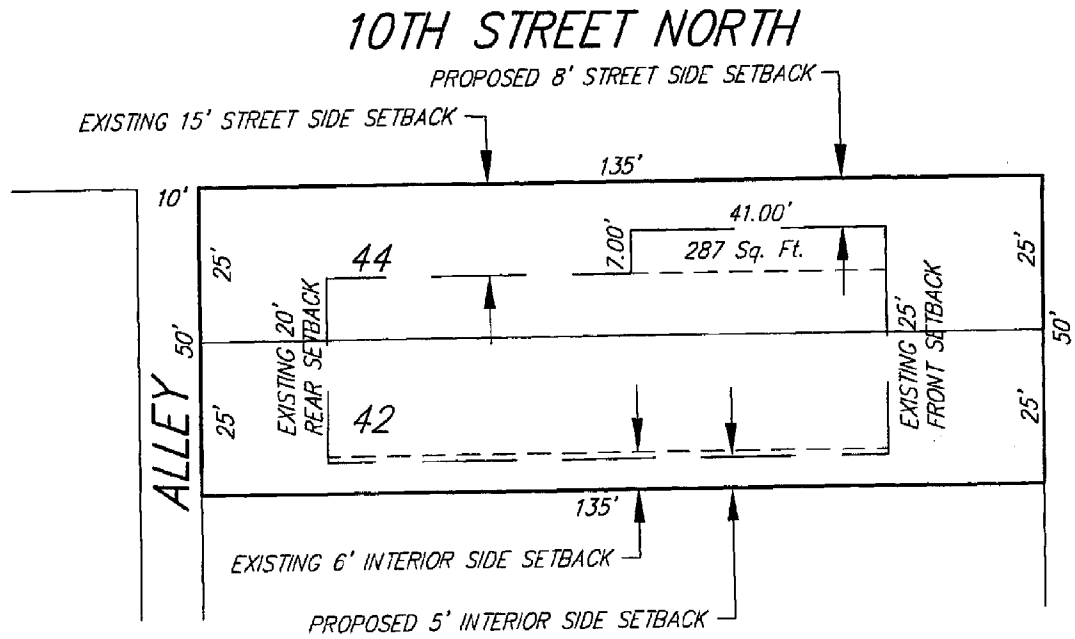 10TH STREET NORTH
PROPOSED 8' STREET SIDE SETBACK
EXISTING 15' STREET SIDE SETBACK
135'
10'
41.00'
7.00'
287 Sq. Ft.
25'
44
25'
EXISTING 20'
REAR SETBACK
EXISTING 25'
FRONT SETBACK
50'
50'
ALLEY
25'
42
25'
135'
EXISTING 6' INTERIOR SIDE SETBACK
PROPOSED 5' INTERIOR SIDE SETBACK